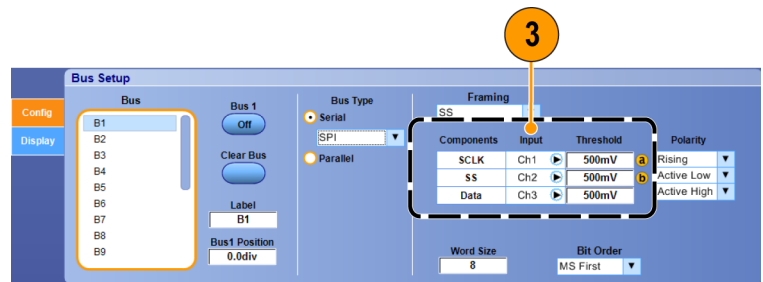 3
Bus Setup
Config
Display
Bus
B1
B2
B3
B4
B5
B6
B7
B8
B9
Bus 1
Off
Clear Bus
Label
B1
Bus1 Position
0.0div
Bus Type
Serial
SPI
Parallel
Framing
SS
Components Input Threshold Polarity
SCLK Ch1 500mV a Rising
SS Ch2 500mV b Active Low
Data Ch3 500mV Active High
Word Size
8
Bit Order
MS First